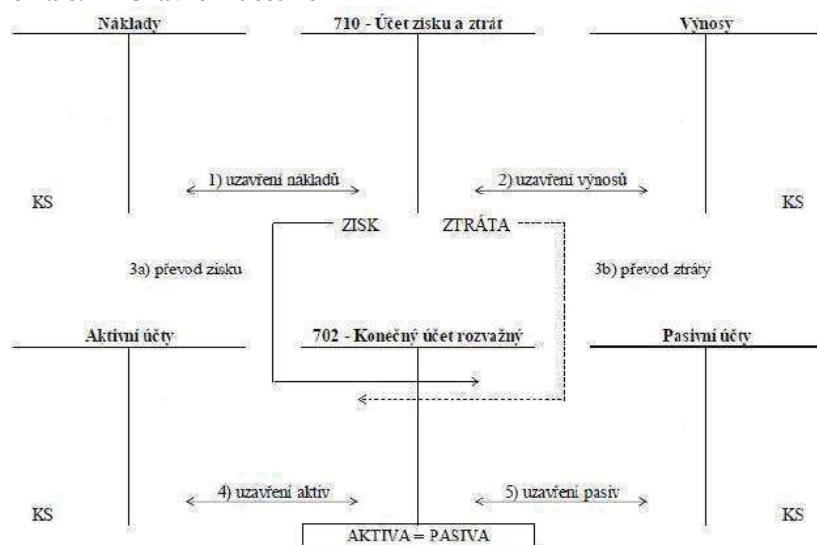 Náklady
710 - Účet zisku a ztrát
Výnosy
1) uzavření nákladů
2) uzavření výnosů
KS
KS
ZISK
ZTRÁTA
3a) převod zisku
3b) převod ztráty
Aktivní účty
702 - Konečný účet rozvažný
Pasivní účty
4) uzavření aktiv
5) uzavření pasiv
KS
KS
AKTIVA = PASIVA